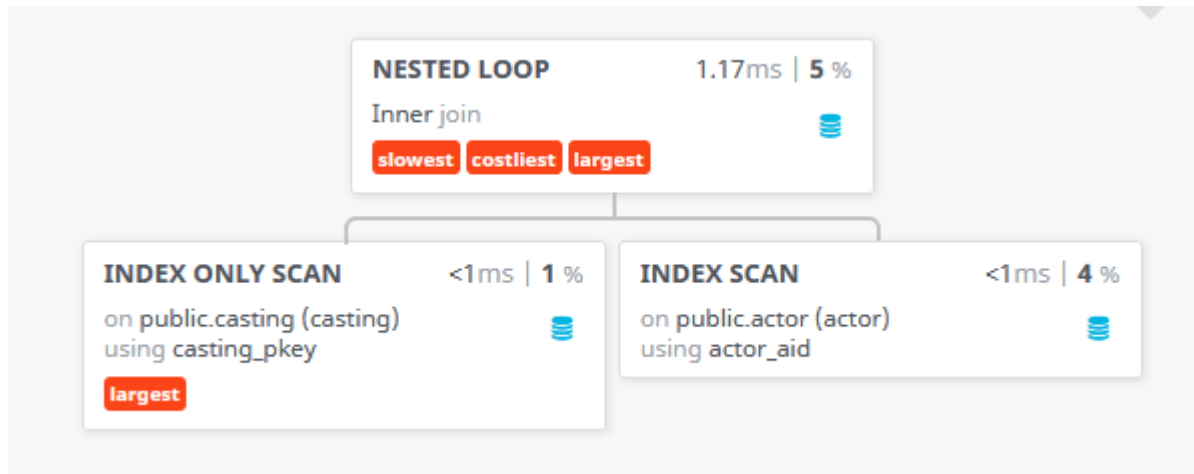 NESTED LOOP 1.17ms | 5 %
Inner join
slowest costliest largest
INDEX ONLY SCAN <1ms | 1 %
on public.casting (casting)
using casting_pkey
largest
INDEX SCAN <1ms | 4 %
on public.actor (actor)
using actor_aid